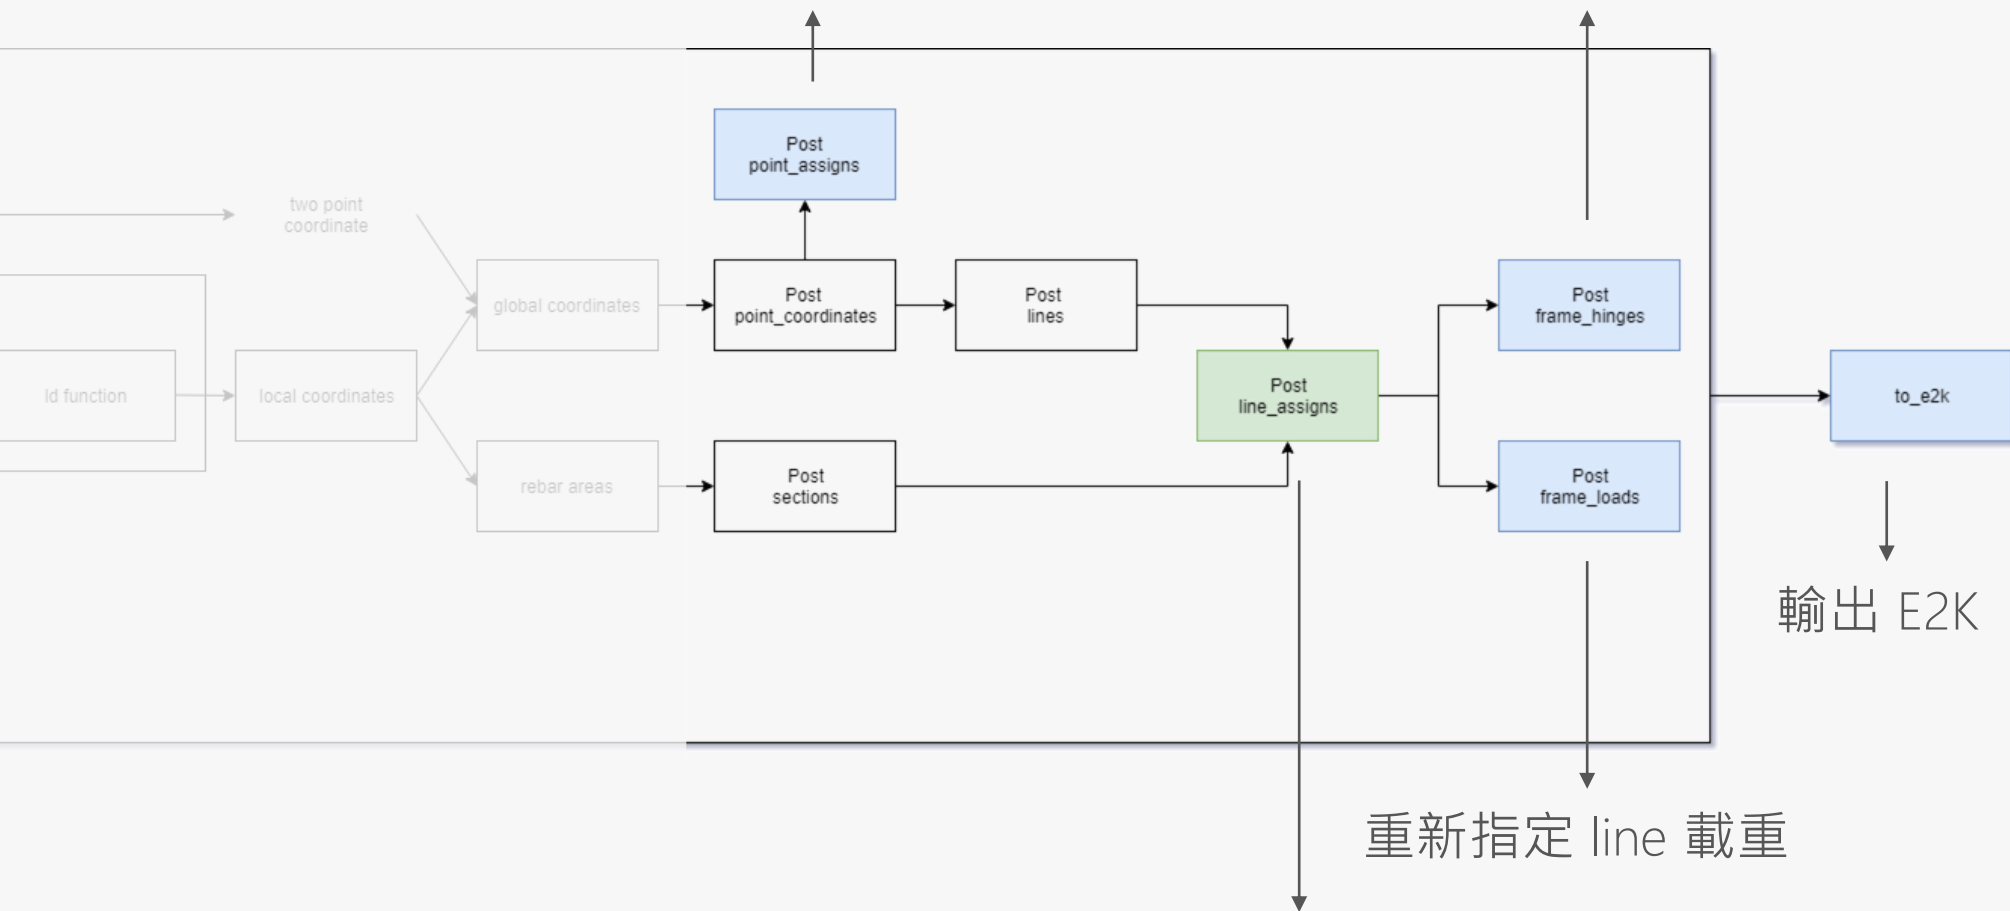 Post
point_assigns
two point
coordinate
global coordinates
Post
point_coordinates
Post
lines
Post
frame_hinges
ld function
local coordinates
Post
line_assigns
to_e2k
rebar areas
Post
sections
Post
frame_loads
輸出 E2K
重新指定 line 載重